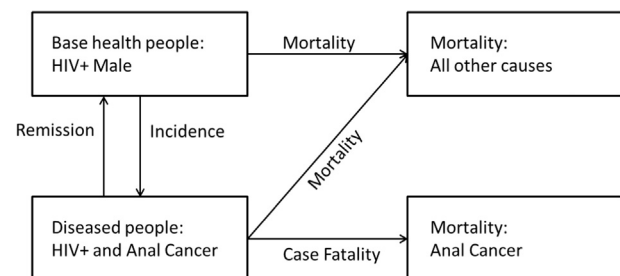 Base health people:
HIV+ Male
Mortality
Mortality:
All other causes
Remission
Incidence
Mortality
Diseased people:
HIV+ and Anal Cancer
Case Fatality
Mortality:
Anal Cancer